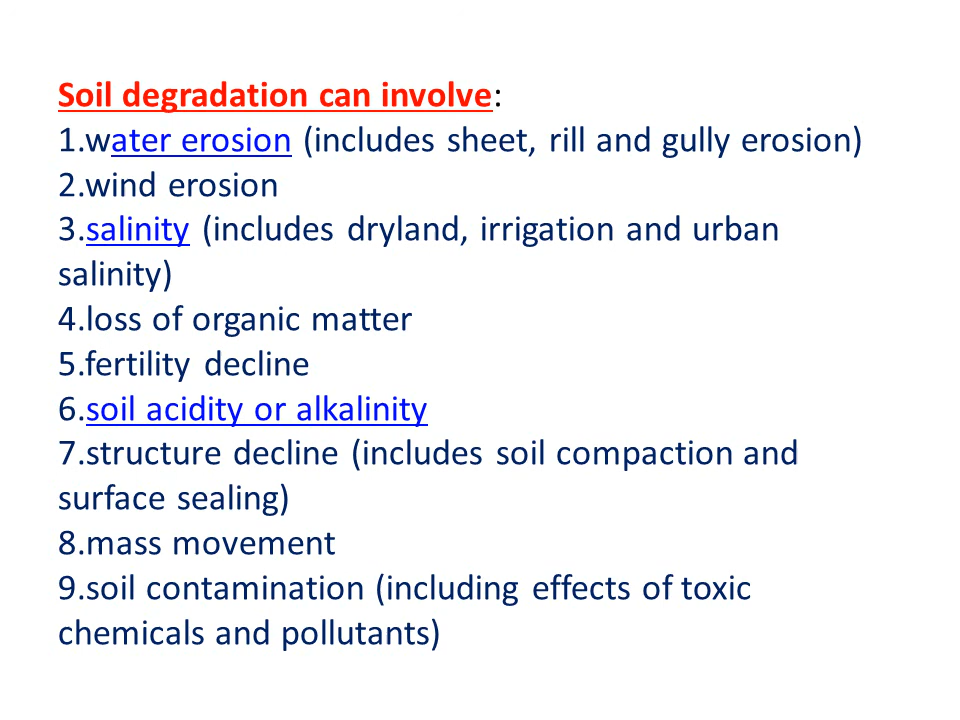 Soil degradation can involve:
1.water erosion (includes sheet, rill and gully erosion)
2.wind erosion
3.salinity (includes dryland, irrigation and urban
salinity)
4.loss of organic matter
5.fertility decline
6.soil acidity or alkalinity
7.structure decline (includes soil compaction and
surface sealing)
8.mass movement
9.soil contamination (including effects of toxic
chemicals and pollutants)